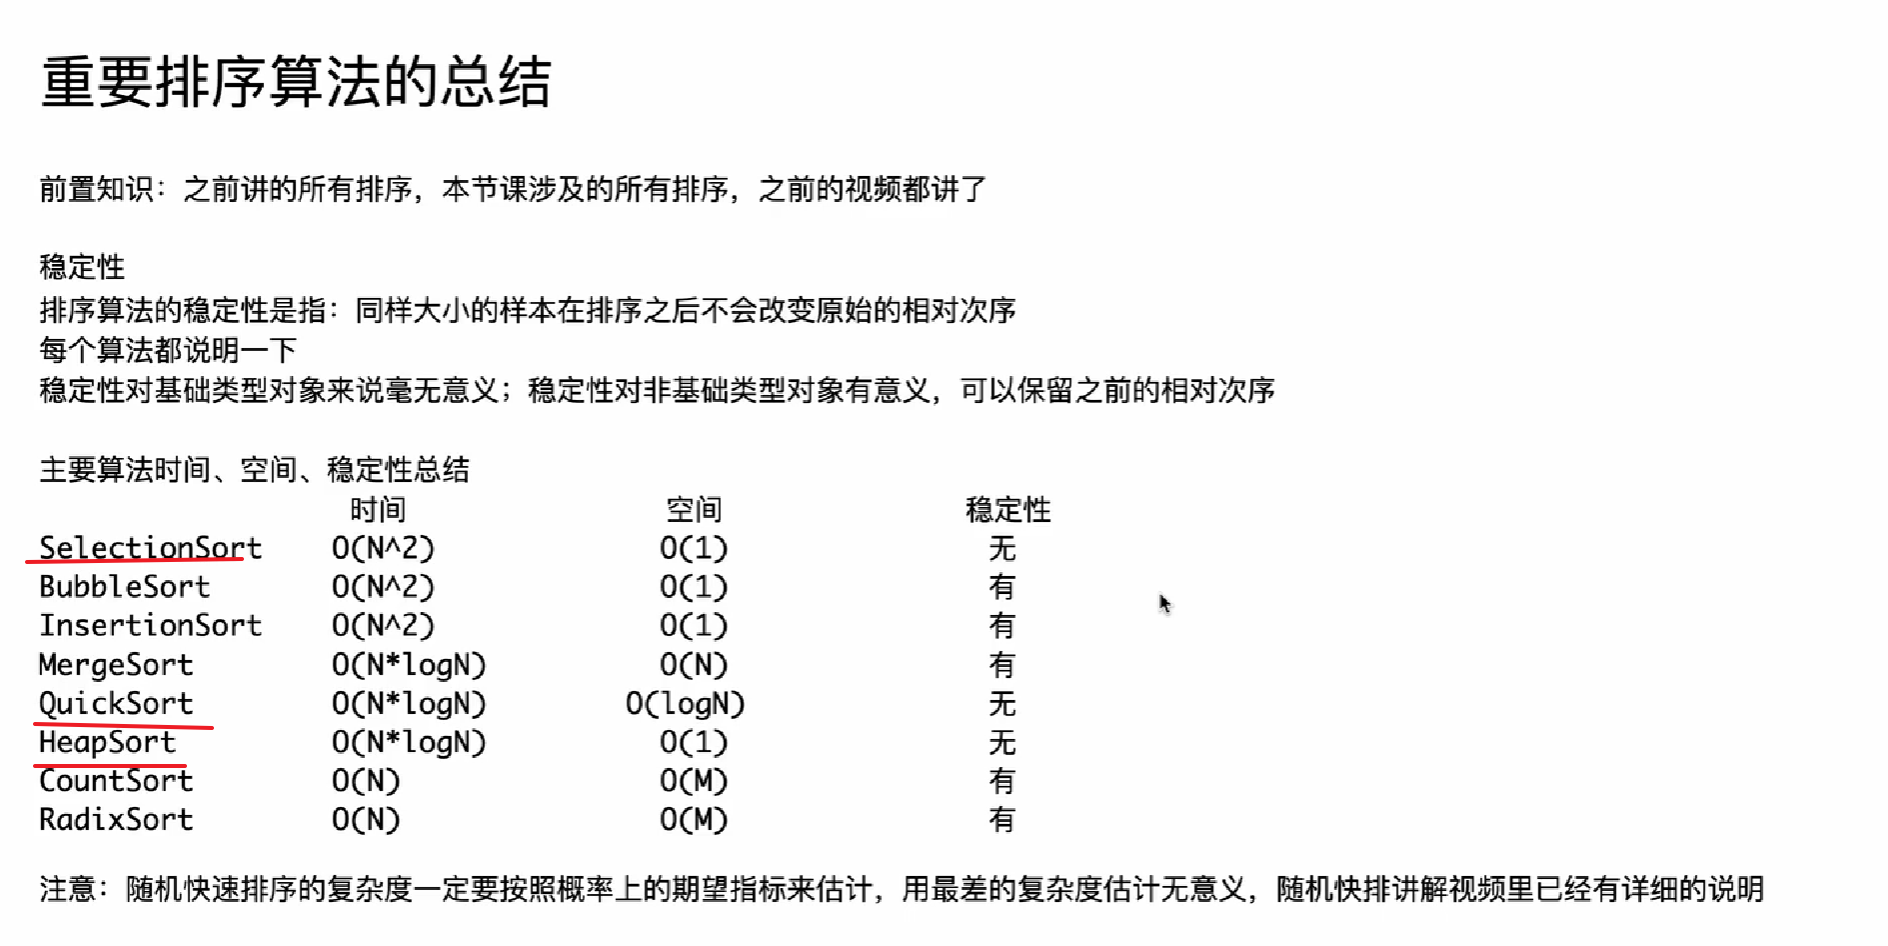 重要排序算法的总结
前置知识：之前讲的所有排序，本节课涉及的所有排序，之前的视频都讲了
稳定性
排序算法的稳定性是指：同样大小的样本在排序之后不会改变原始的相对次序
每个算法都说明一下
稳定性对基础类型对象来说毫无意义；稳定性对非基础类型对象有意义，可以保留之前的相对次序
主要算法时间、空间、稳定性总结
时间 空间 稳定性
SelectionSort O(N^2) O(1) 无
BubbleSort O(N^2) O(1) 有
InsertionSort O(N^2) O(1) 有
MergeSort O(N*logN) O(N) 有
QuickSort O(N*logN) O(logN) 无
HeapSort O(N*logN) O(1) 无
CountSort O(N) O(M) 有
RadixSort O(N) O(M) 有
注意：随机快速排序的复杂度一定要按照概率上的期望指标来估计，用最差的复杂度估计无意义，随机快排讲解视频里已经有详细的说明